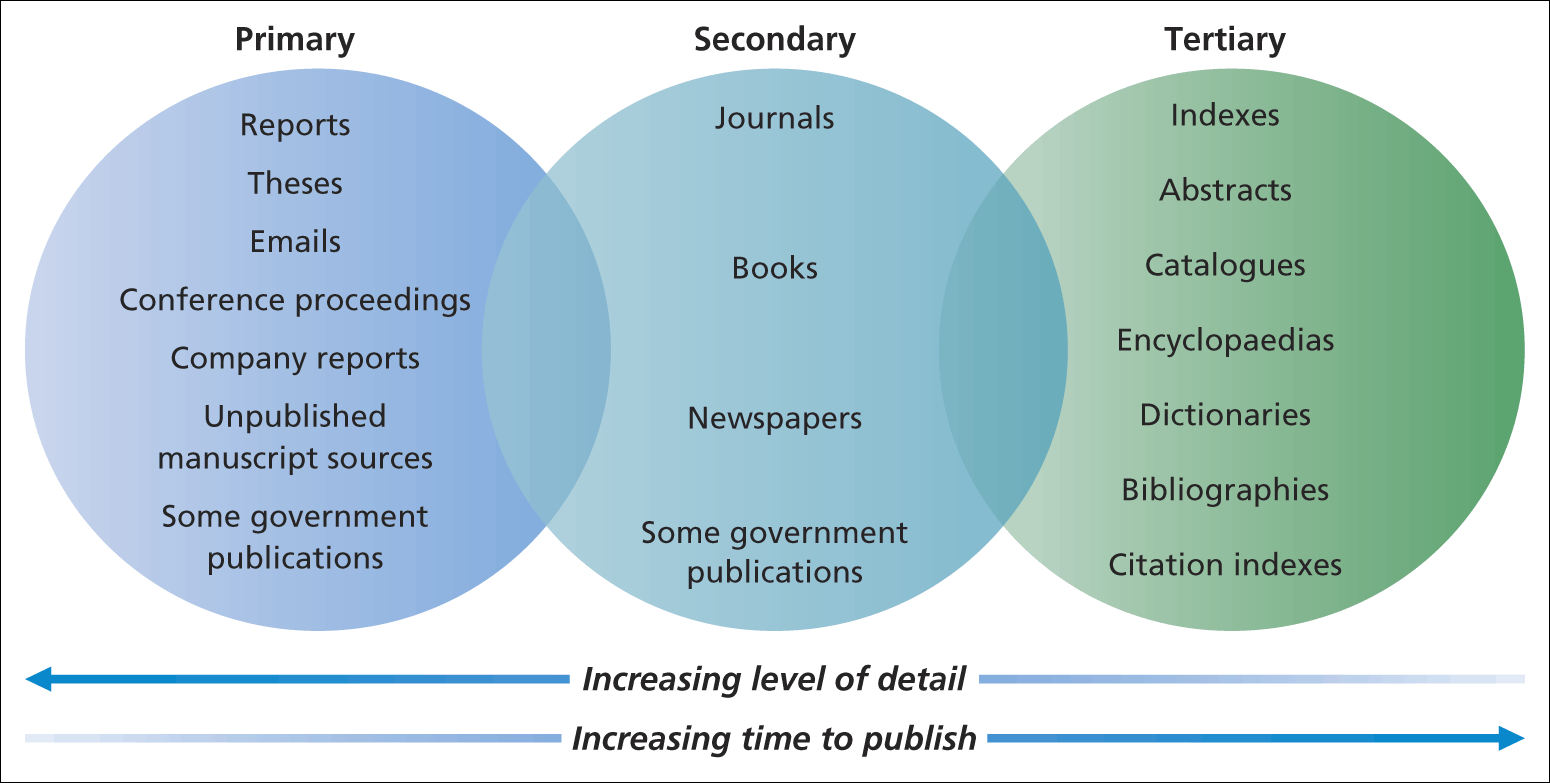 Primary
Reports
Theses
Emails
Conference proceedings
Company reports
Unpublished
manuscript sources
Some government
publications
Secondary
Journals
Books
Newspapers
Some government
publications
Tertiary
Indexes
Abstracts
Catalogues
Encyclopaedias
Dictionaries
Bibliographies
Citation indexes
Increasing level of detail
Increasing time to publish